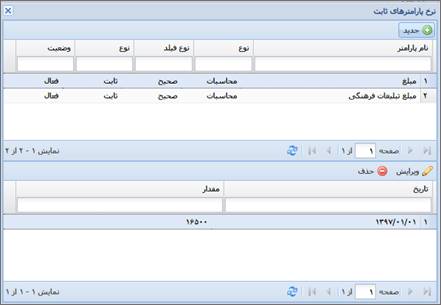 نرخ پارامترهای ثابت
جدید
نام پارامتر نوع نوع فیلد نوع وضعیت
۱ مبلغ محاسبات صحیح ثابت فعال
۲ مبلغ تبلیغات فرهنگی محاسبات صحیح ثابت فعال
صفحه ۱ از ۱ نمایش ۱ - ۲ از ۲
ویرایش حذف
تاریخ مقدار
۱ ۱۳۹۷/۰۱/۰۱ ۱۶۵۰۰
صفحه ۱ از ۱ نمایش ۱ - ۱ از ۱